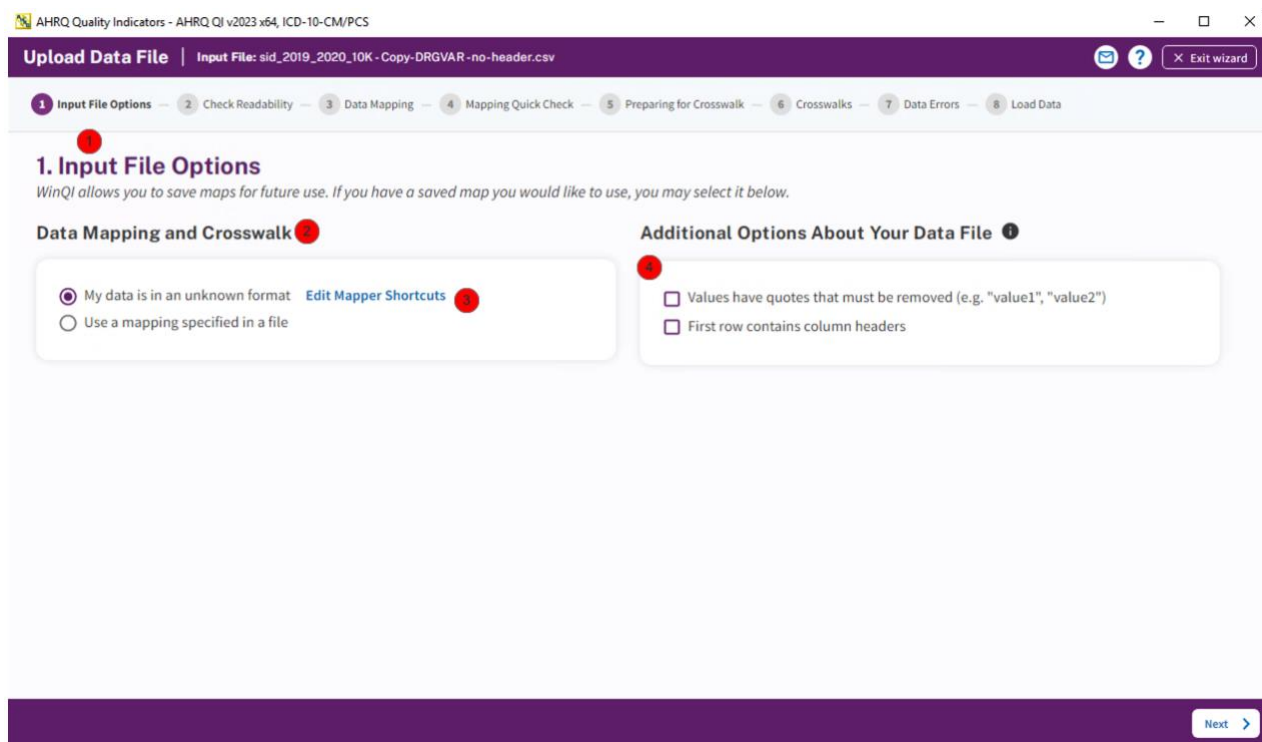 AHRQ Quality Indicators - AHRQ QI v2023 x64, ICD-10-CM/PCS
Upload Data File | Input File: sid_2019_2020_10K - Copy-DRGVAR -no-header.csv ? × Exit wizard
1 Input File Options — 2 Check Readability — 3 Data Mapping — 4 Mapping Quick Check — 5 Preparing for Crosswalk — 6 Crosswalks — 7 Data Errors — 8 Load Data
1
1. Input File Options
WinQI allows you to save maps for future use. If you have a saved map you would like to use, you may select it below.
Data Mapping and Crosswalk 2
My data is in an unknown format Edit Mapper Shortcuts 3
Use a mapping specified in a file
Additional Options About Your Data File
4
Values have quotes that must be removed (e.g. "value1", "value2")
First row contains column headers
Next